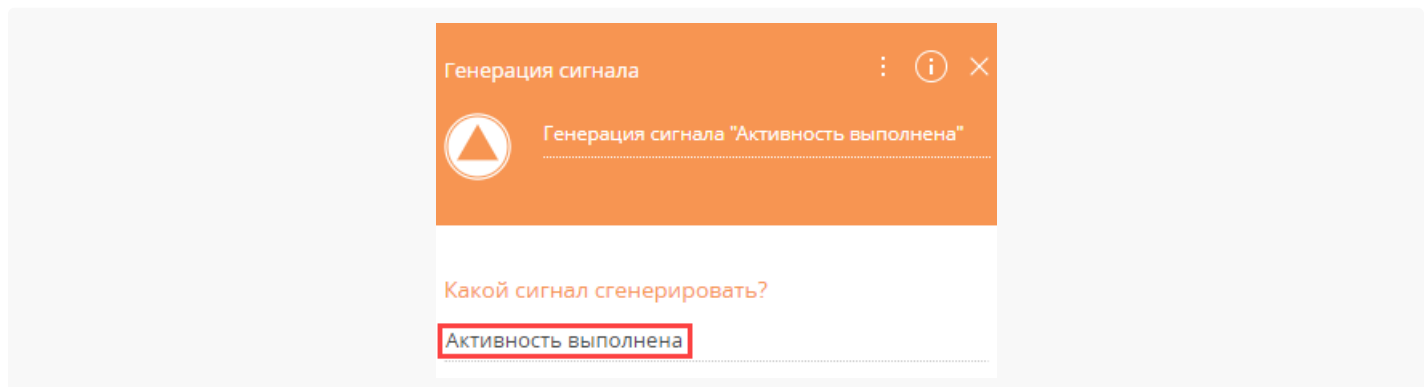 Генерация сигнала
Генерация сигнала "Активность выполнена"
Какой сигнал сгенерировать?
Активность выполнена